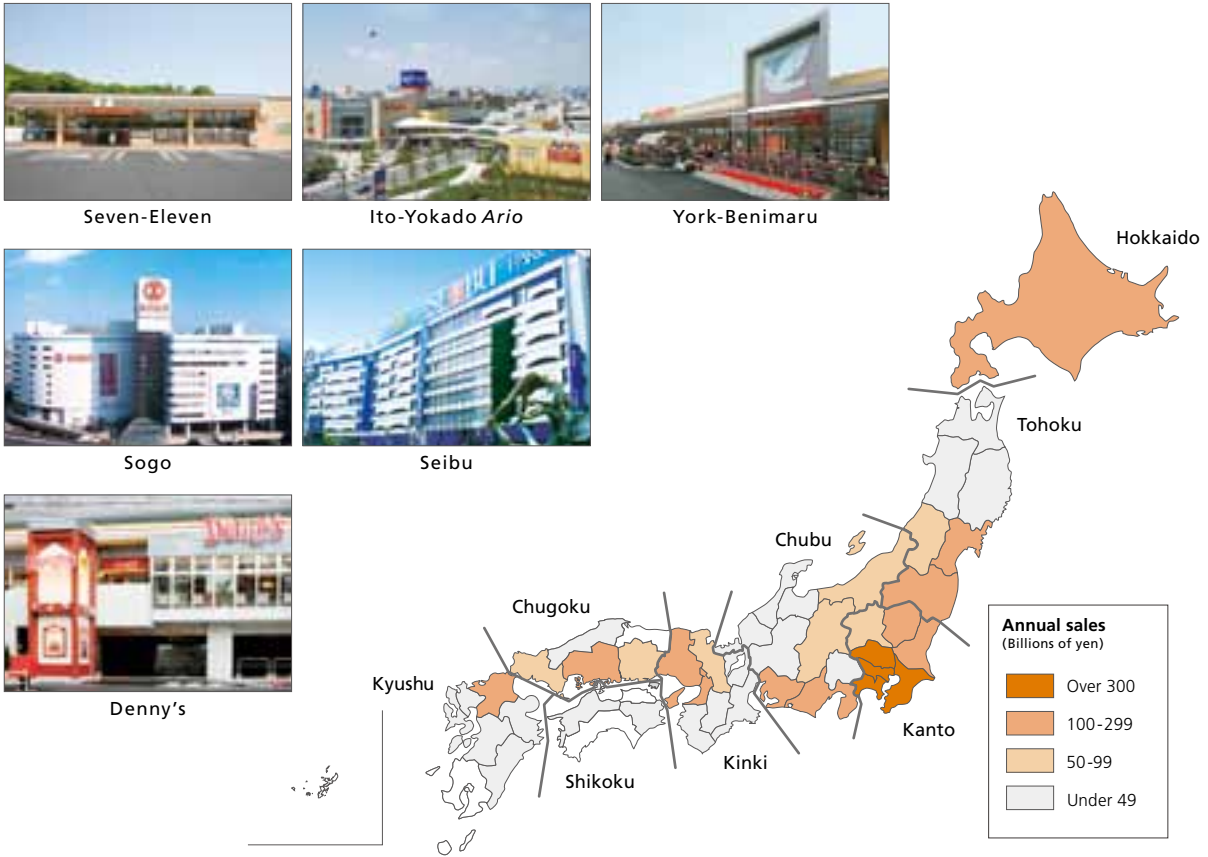 Seven-Eleven
Ito-Yokado Ario
York-Benimaru
Sogo
Seibu
Denny's
Hokkaido
Tohoku
Chubu
Chugoku
Kyushu
Shikoku
Kinki
Kanto
Annual sales
(Billions of yen)
Over 300
100-299
50-99
Under 49